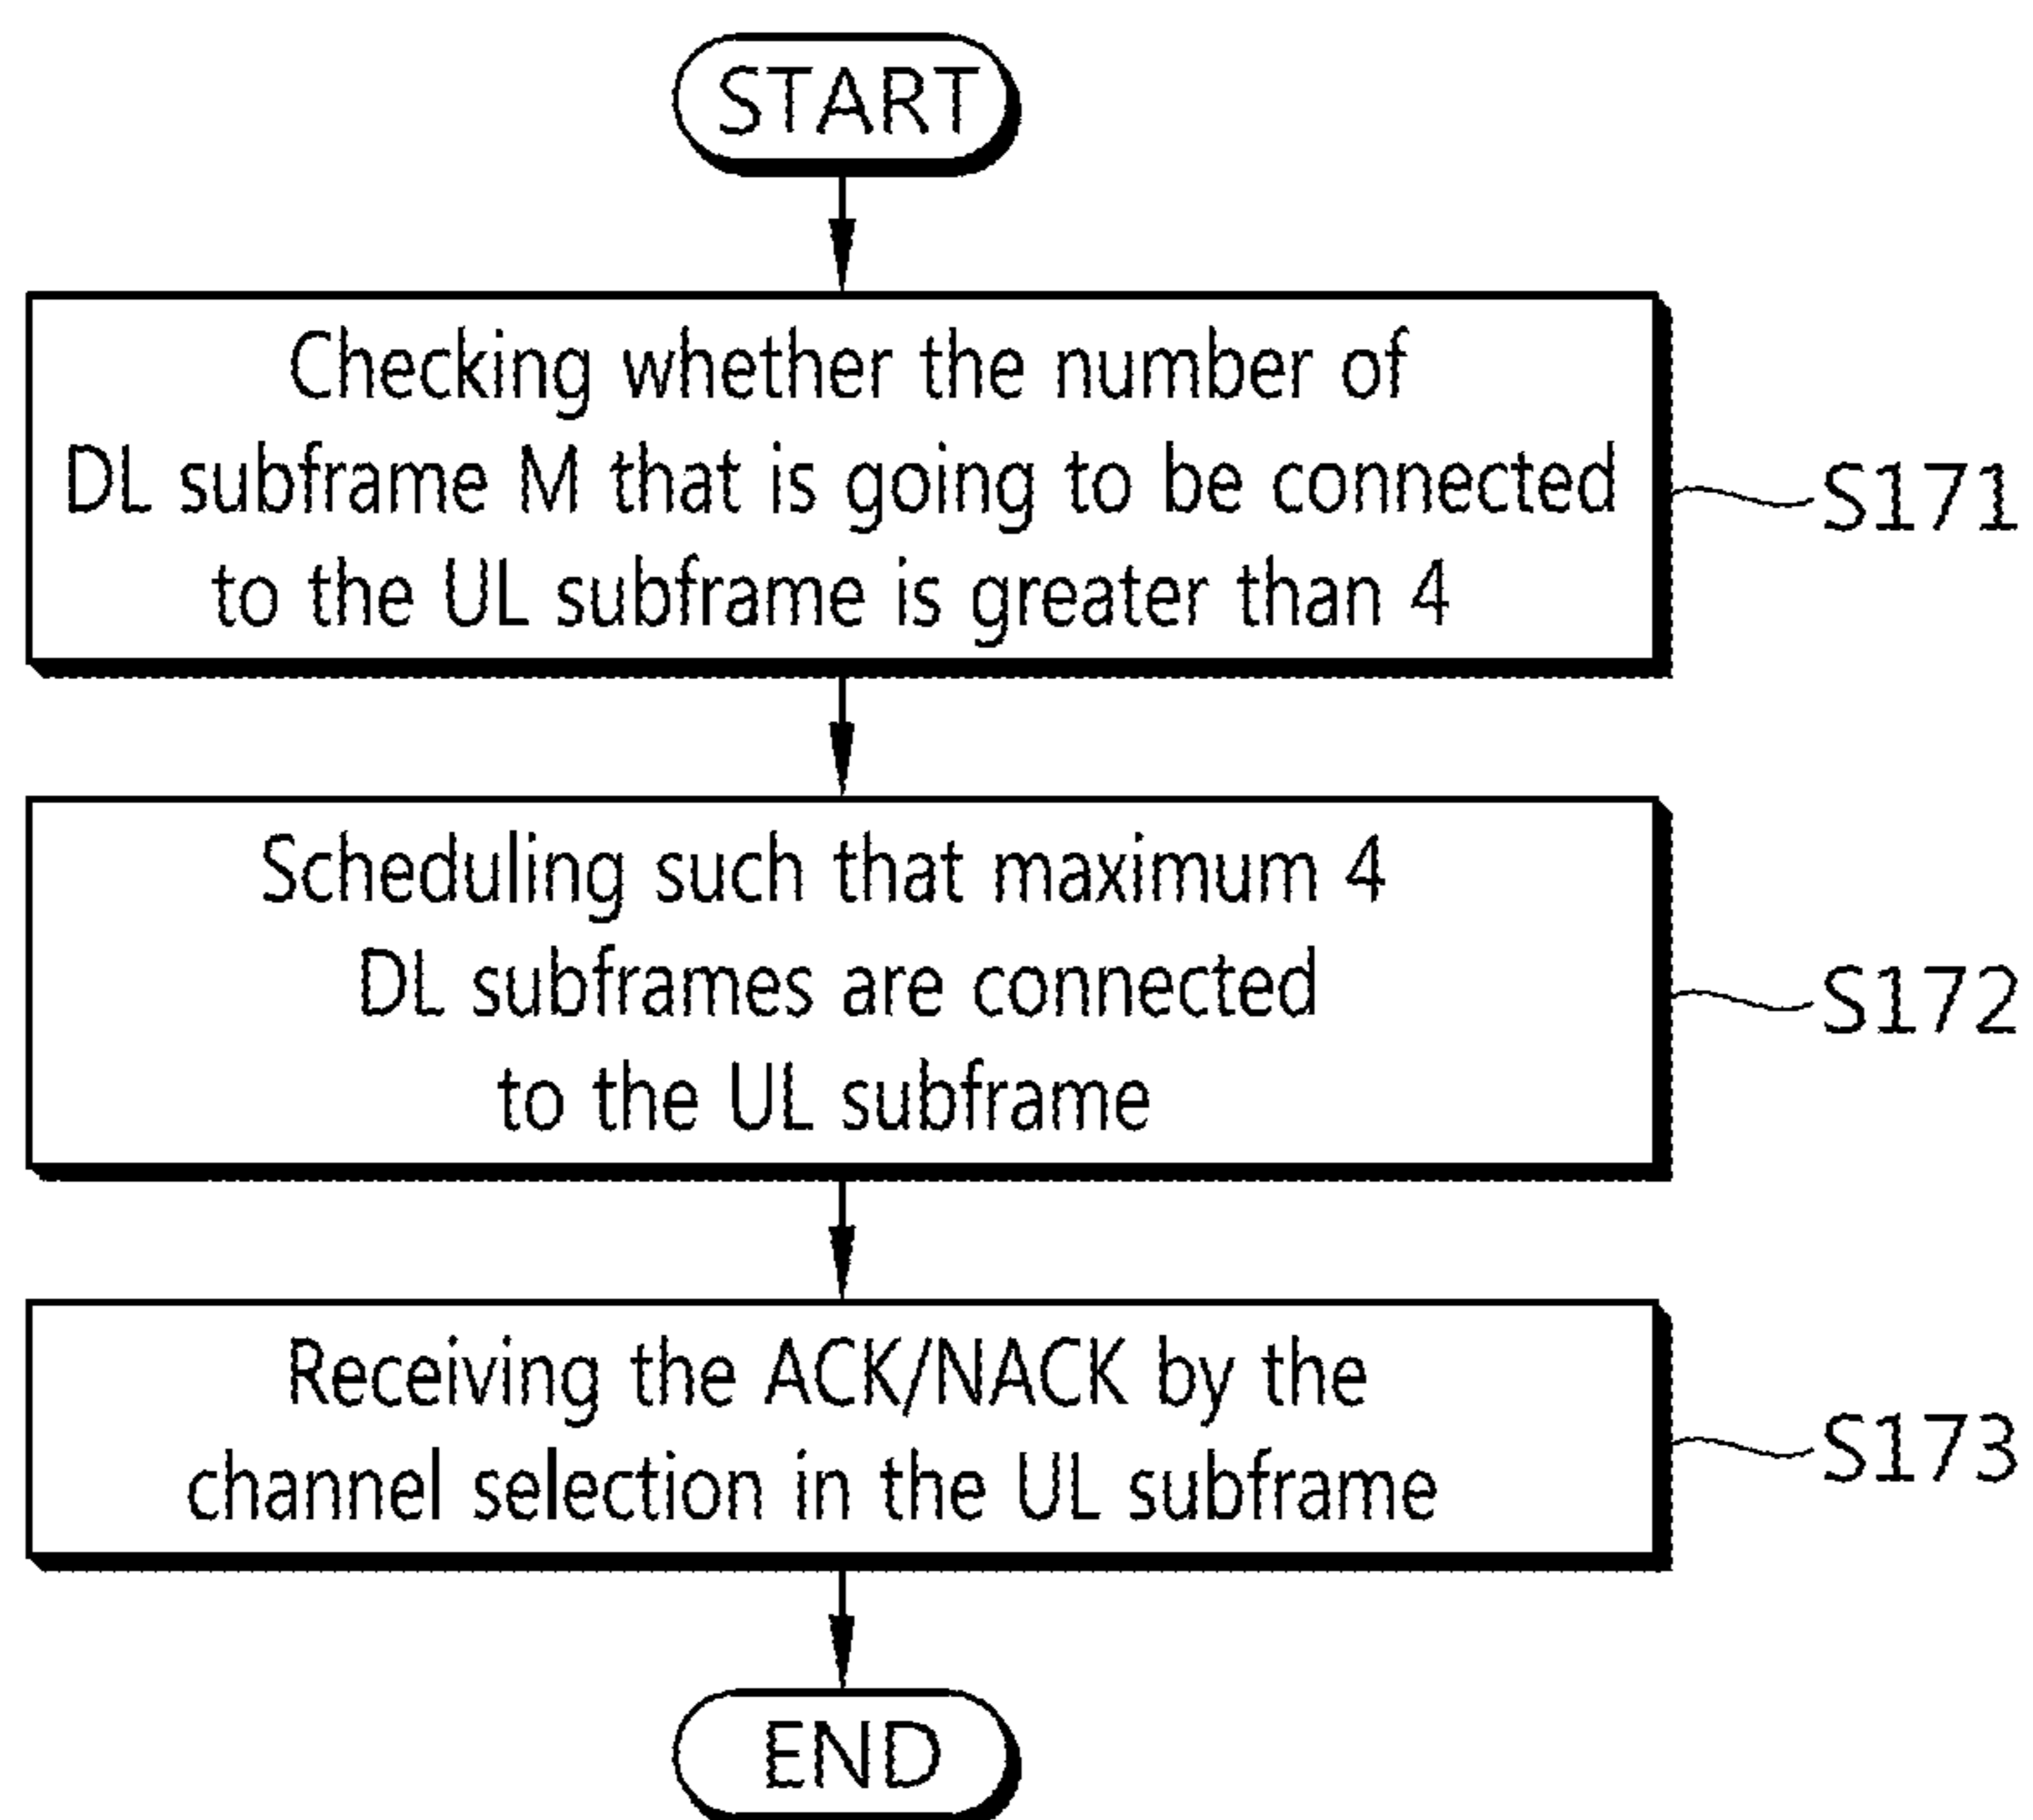 START
Checking whether the number of
DL subframe M that is going to be connected
to the UL subframe is greater than 4
S171
Scheduling such that maximum 4
DL subframes are connected
to the UL subframe
S172
Receiving the ACK/NACK by the
channel selection in the UL subframe
S173
END